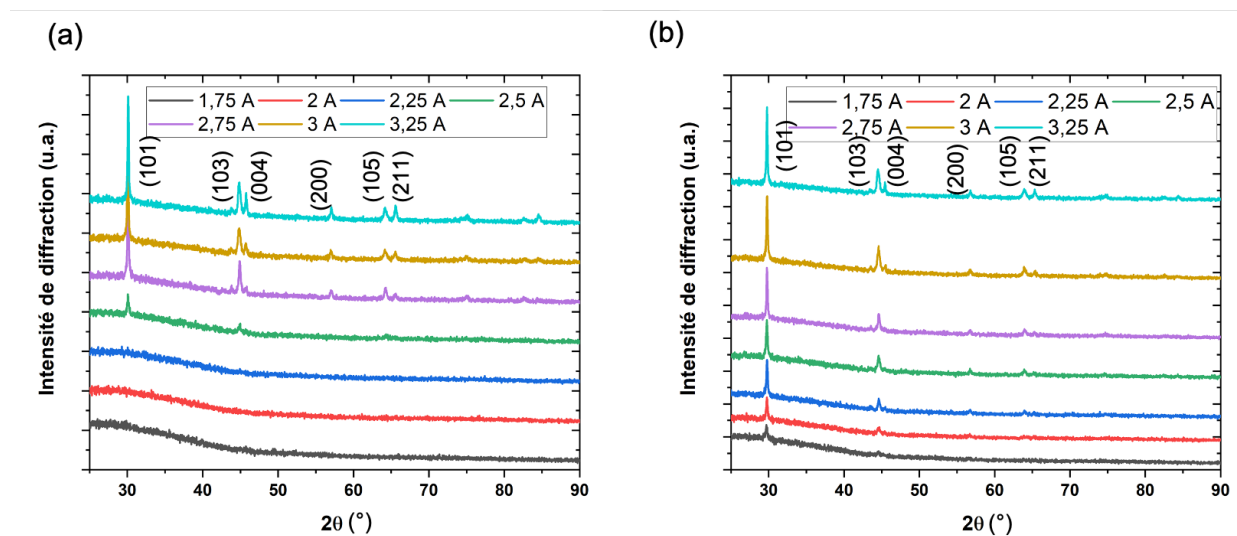 (a)
Intensité de diffraction (u.a.)
1,75 A 2 A 2,25 A 2,5 A
2,75 A 3 A 3,25 A
(101)
(103)
(004)
(200)
(105)
(211)
30 40 50 60 70 80 90
2θ (°)
(b)
Intensité de diffraction (u.a.)
1,75 A 2 A 2,25 A 2,5 A
2,75 A 3 A 3,25 A
(101)
(103)
(004)
(200)
(105)
(211)
30 40 50 60 70 80 90
2θ (°)